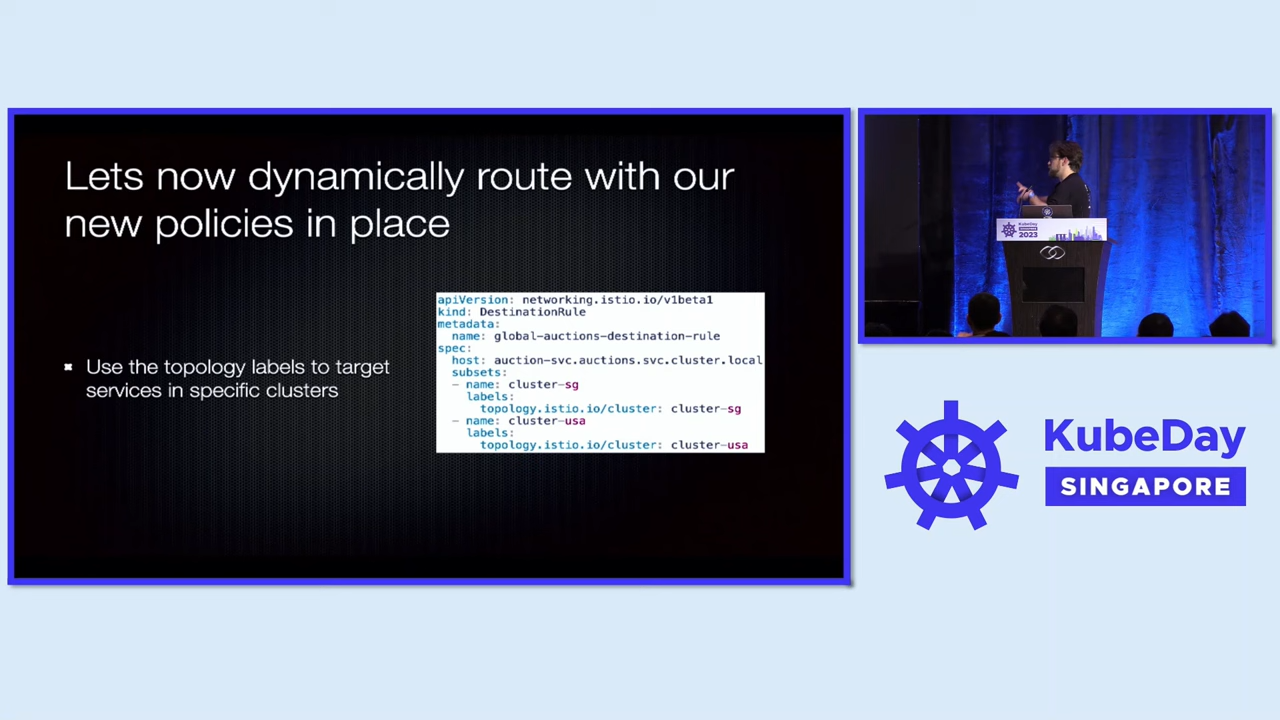 Lets now dynamically route with our
new policies in place
Use the topology labels to target
services in specific clusters
apiVersion: networking.istio.io/v1beta1
kind: DestinationRule
metadata:
  name: global-auctions-destination-rule
spec:
  host: auction-svc.auctions.svc.cluster.local
  subsets:
  - name: cluster-sg
    labels:
      topology.istio.io/cluster: cluster-sg
  - name: cluster-usa
    labels:
      topology.istio.io/cluster: cluster-usa
KubeDay
2023
KubeDay
SINGAPORE